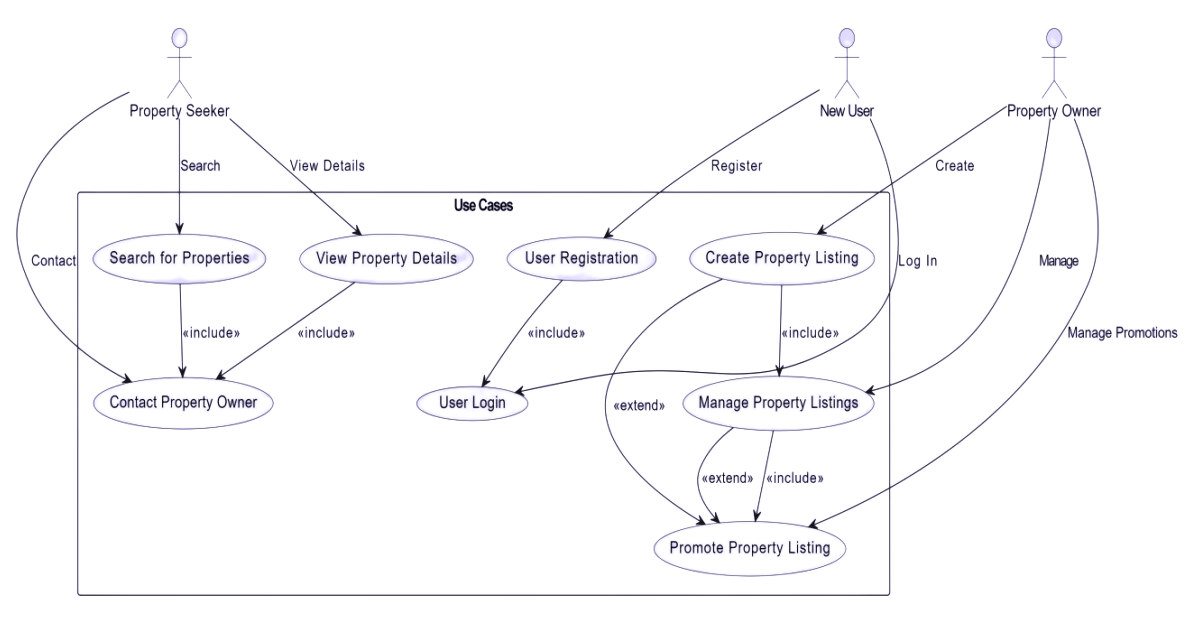 Property Seeker
New User
Property Owner
Search
View Details
Register
Create
Use Cases
Search for Properties
View Property Details
User Registration
Create Property Listing
Contact
Log In
Manage
«include»
«include»
«include»
«include»
Manage Promotions
Contact Property Owner
User Login
«extend»
Manage Property Listings
«extend»
«include»
Promote Property Listing